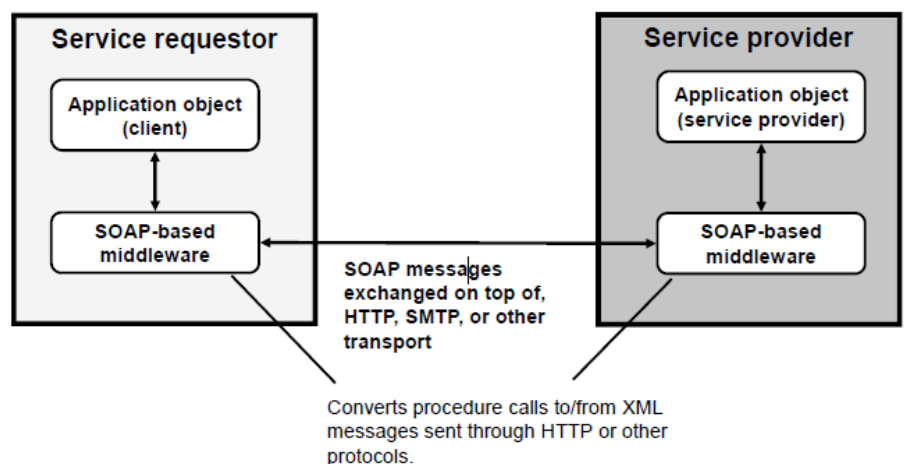 Service requestor
Application object
(client)
SOAP-based
middleware
Service provider
Application object
(service provider)
SOAP-based
middleware
SOAP messages
exchanged on top of,
HTTP, SMTP, or other
transport
Converts procedure calls to/from XML
messages sent through HTTP or other
protocols.